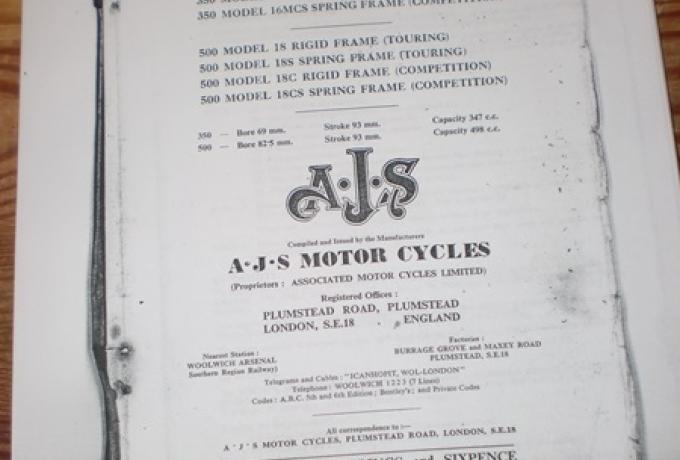 350 MODEL 16MCS SPRING FRAME (COMPETITION)
500 MODEL 18 RIGID FRAME (TOURING)
500 MODEL 18S SPRING FRAME (TOURING)
500 MODEL 18C RIGID FRAME (COMPETITION)
500 MODEL 18CS SPRING FRAME (COMPETITION)
350 — Bore 69 mm. Stroke 93 mm. Capacity 347 c.c.
500 — Bore 82·5 mm. Stroke 93 mm. Capacity 498 c.c.
A·J·S
Compiled and Issued by the Manufacturers
A·J·S MOTOR CYCLES
(Proprietors : ASSOCIATED MOTOR CYCLES LIMITED)
Registered Offices :
PLUMSTEAD ROAD, PLUMSTEAD
LONDON, S.E.18 · ENGLAND
Nearest Station :
WOOLWICH ARSENAL
Southern Region Railway)
Factories :
BURRAGE GROVE and MAXEY ROAD
PLUMSTEAD, S.E.18
Telegrams and Cables : "ICANHOPIT, WOL-LONDON"
Telephone : WOOLWICH 1223 (7 Lines)
Codes : A.B.C. 5th and 6th Edition ; Bentley's ; and Private Codes
All correspondence to :—
A·J·S MOTOR CYCLES, PLUMSTEAD ROAD, LONDON, S.E.18
and SIXPENCE